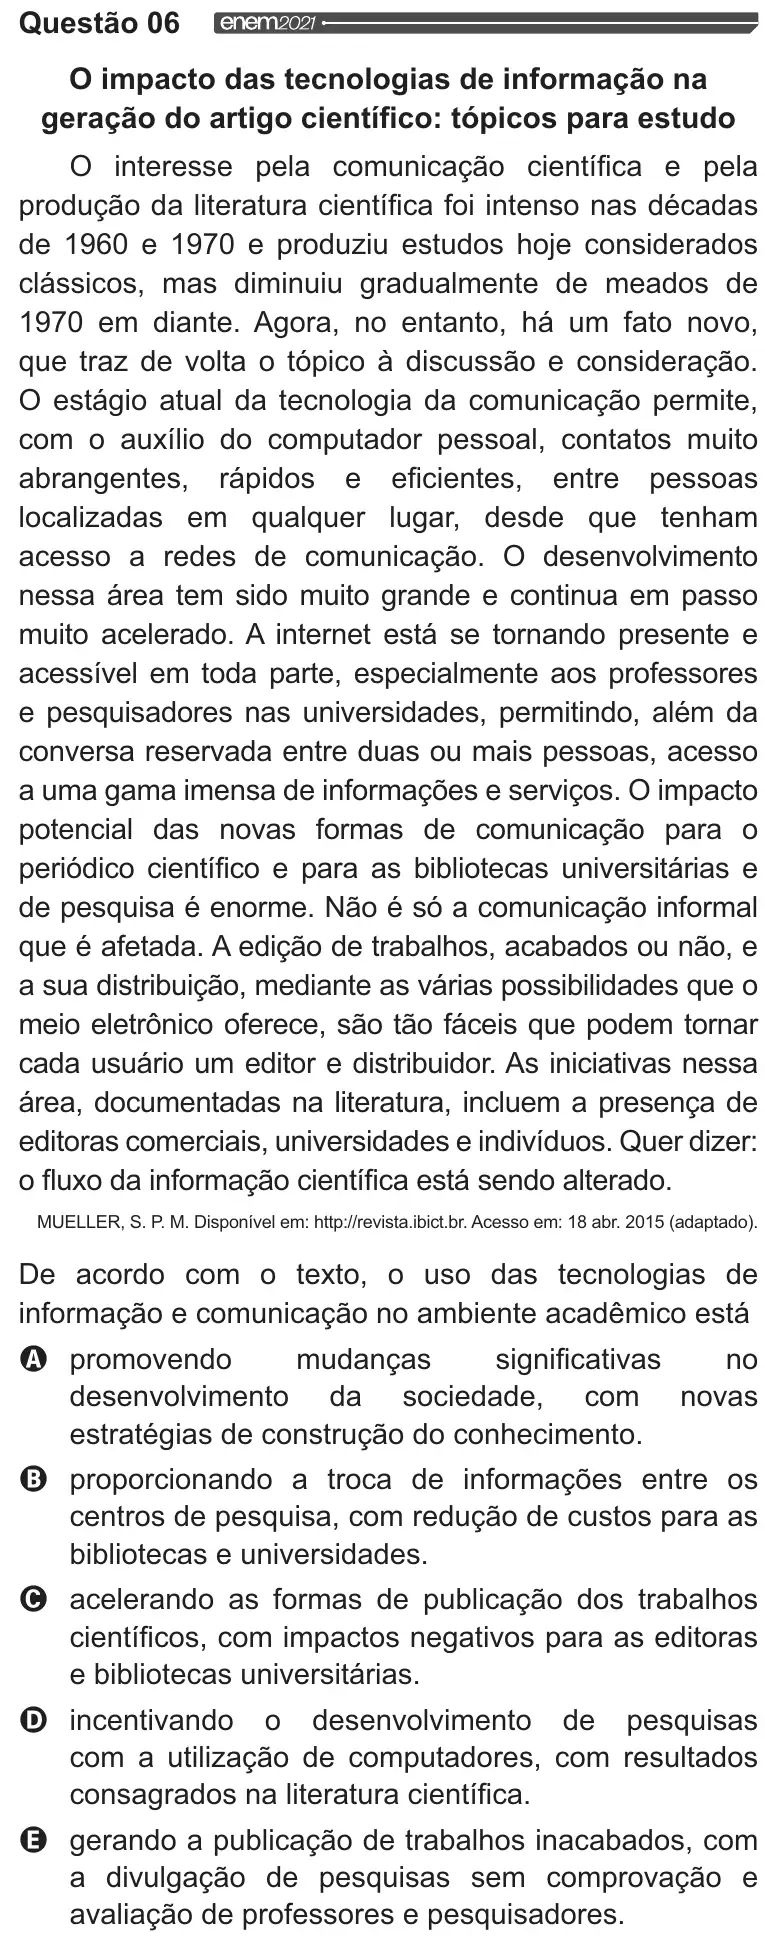 Questão 06 enem2021
O impacto das tecnologias de informação na
geração do artigo científico: tópicos para estudo
O interesse pela comunicação científica e pela
produção da literatura científica foi intenso nas décadas
de 1960 e 1970 e produziu estudos hoje considerados
clássicos, mas diminuiu gradualmente de meados de
1970 em diante. Agora, no entanto, há um fato novo,
que traz de volta o tópico à discussão e consideração.
O estágio atual da tecnologia da comunicação permite,
com o auxílio do computador pessoal, contatos muito
abrangentes, rápidos e eficientes, entre pessoas
localizadas em qualquer lugar, desde que tenham
acesso a redes de comunicação. O desenvolvimento
nessa área tem sido muito grande e continua em passo
muito acelerado. A internet está se tornando presente e
acessível em toda parte, especialmente aos professores
e pesquisadores nas universidades, permitindo, além da
conversa reservada entre duas ou mais pessoas, acesso
a uma gama imensa de informações e serviços. O impacto
potencial das novas formas de comunicação para o
periódico científico e para as bibliotecas universitárias e
de pesquisa é enorme. Não é só a comunicação informal
que é afetada. A edição de trabalhos, acabados ou não, e
a sua distribuição, mediante as várias possibilidades que o
meio eletrônico oferece, são tão fáceis que podem tornar
cada usuário um editor e distribuidor. As iniciativas nessa
área, documentadas na literatura, incluem a presença de
editoras comerciais, universidades e indivíduos. Quer dizer:
o fluxo da informação científica está sendo alterado.
MUELLER, S. P. M. Disponível em: http://revista.ibict.br. Acesso em: 18 abr. 2015 (adaptado).
De acordo com o texto, o uso das tecnologias de
informação e comunicação no ambiente acadêmico está
A promovendo mudanças significativas no
desenvolvimento da sociedade, com novas
estratégias de construção do conhecimento.
B proporcionando a troca de informações entre os
centros de pesquisa, com redução de custos para as
bibliotecas e universidades.
C acelerando as formas de publicação dos trabalhos
científicos, com impactos negativos para as editoras
e bibliotecas universitárias.
D incentivando o desenvolvimento de pesquisas
com a utilização de computadores, com resultados
consagrados na literatura científica.
E gerando a publicação de trabalhos inacabados, com
a divulgação de pesquisas sem comprovação e
avaliação de professores e pesquisadores.